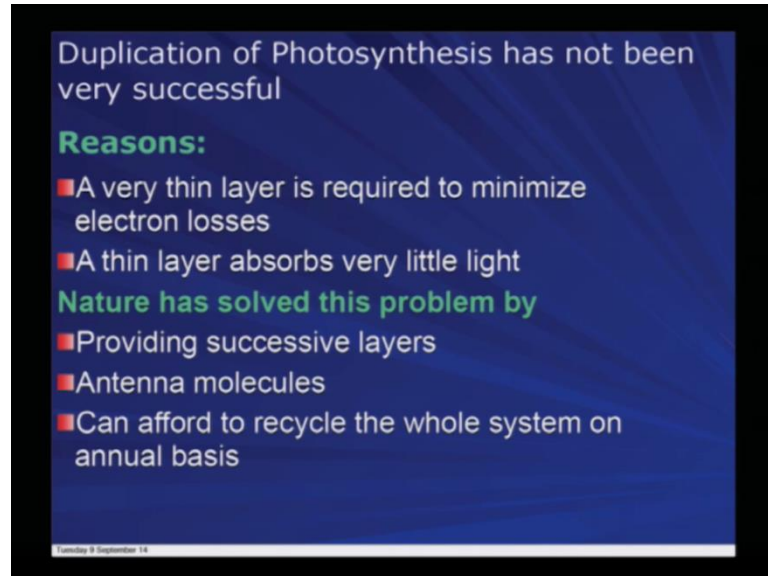 Duplication of Photosynthesis has not been
very successful
Reasons:
A very thin layer is required to minimize
electron losses
A thin layer absorbs very little light
Nature has solved this problem by
Providing successive layers
Antenna molecules
Can afford to recycle the whole system on
annual basis
Tuesday 9 September 14